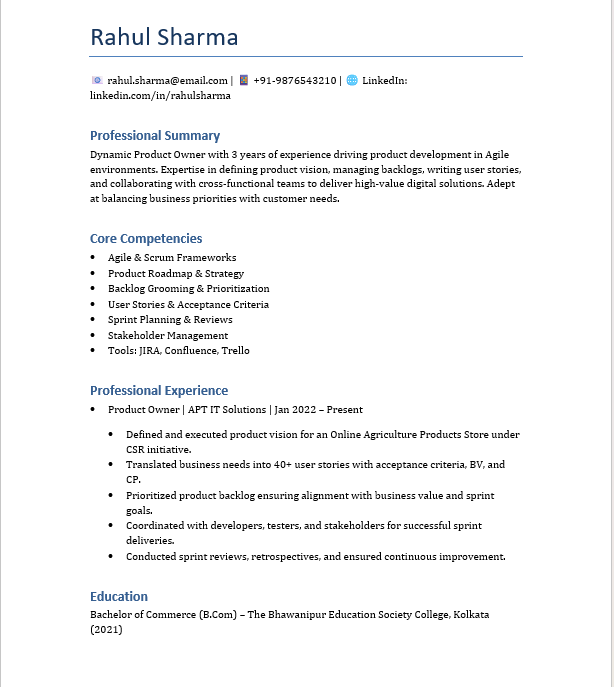 Rahul Sharma
📧 rahul.sharma@email.com | 📱 +91-9876543210 | 🌐 LinkedIn:
linkedin.com/in/rahulsharma
Professional Summary
Dynamic Product Owner with 3 years of experience driving product development in Agile
environments. Expertise in defining product vision, managing backlogs, writing user stories,
and collaborating with cross-functional teams to deliver high-value digital solutions. Adept
at balancing business priorities with customer needs.
Core Competencies
• Agile & Scrum Frameworks
• Product Roadmap & Strategy
• Backlog Grooming & Prioritization
• User Stories & Acceptance Criteria
• Sprint Planning & Reviews
• Stakeholder Management
• Tools: JIRA, Confluence, Trello
Professional Experience
• Product Owner | APT IT Solutions | Jan 2022 – Present
• Defined and executed product vision for an Online Agriculture Products Store under
CSR initiative.
• Translated business needs into 40+ user stories with acceptance criteria, BV, and
CP.
• Prioritized product backlog ensuring alignment with business value and sprint
goals.
• Coordinated with developers, testers, and stakeholders for successful sprint
deliveries.
• Conducted sprint reviews, retrospectives, and ensured continuous improvement.
Education
Bachelor of Commerce (B.Com) – The Bhawanipur Education Society College, Kolkata
(2021)